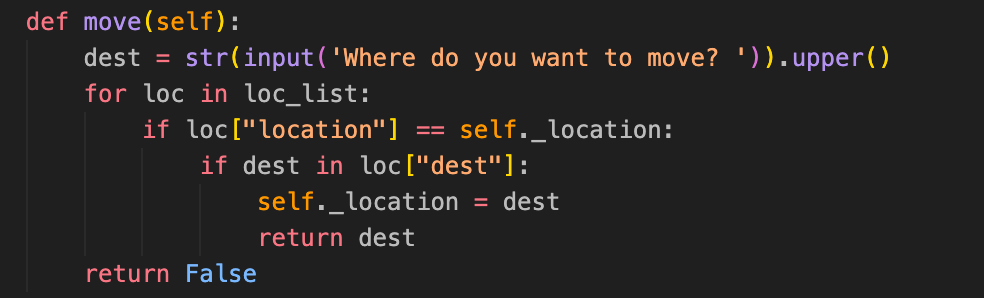 def move(self):
    dest = str(input('Where do you want to move? ')).upper()
    for loc in loc_list:
        if loc["location"] == self._location:
            if dest in loc["dest"]:
                self._location = dest
                return dest
    return False